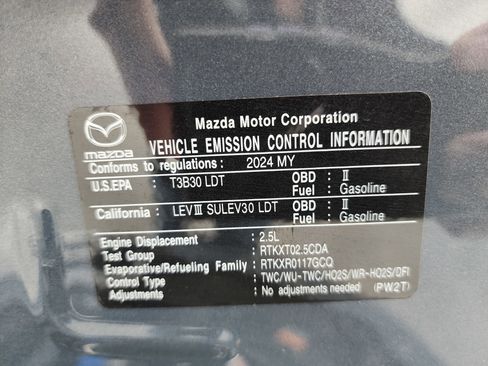 Mazda Motor Corporation
mazda
VEHICLE EMISSION CONTROL INFORMATION
Conforms to regulations: 2024 MY
U.S.EPA : T3B30 LDT OBD : II
Fuel : Gasoline
California : LEVⅢ SULEV30 LDT OBD : II
Fuel : Gasoline
Engine Displacement : 2.5L
Test Group : RTKXT02.5CDA
Evaporative/Refueling Family : RTKXR0117GCQ
Control Type : TWC/WU-TWC/HO2S/WR-HO2S/DFI
Adjustments : No adjustments needed (PW2T)